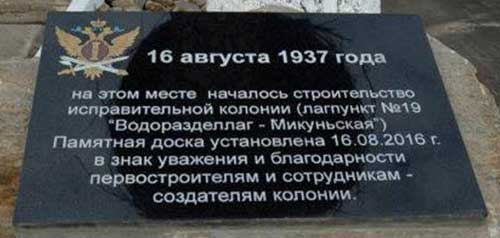 16 августа 1937 года
на этом месте началось строительство
исправительной колонии (лагпункт №19
"Водоразделлаг - Микуньская")
Памятная доска установлена 16.08.2016 г.
в знак уважения и благодарности
первостроителям и сотрудникам -
создателям колонии.